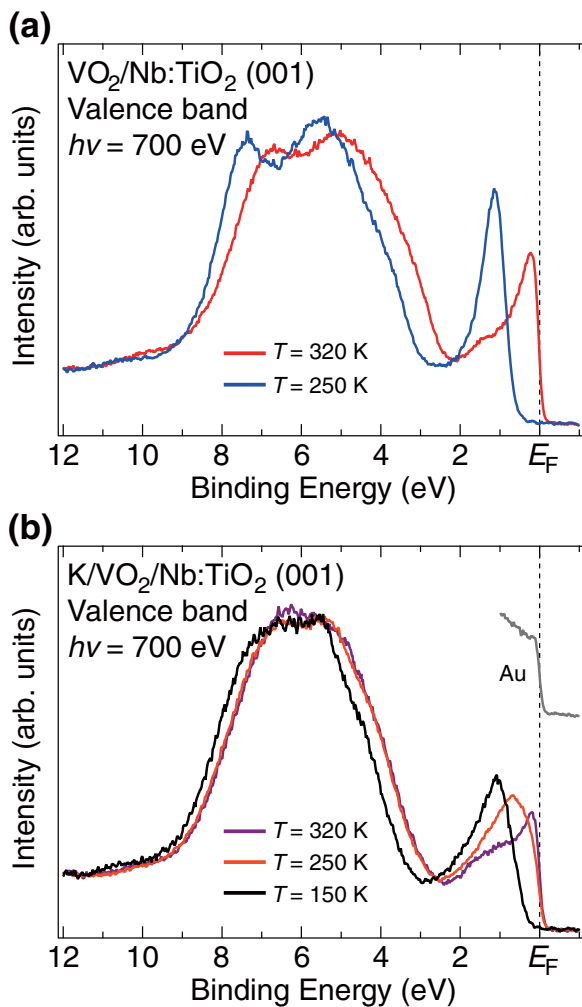 (a)
VO₂/Nb:TiO₂ (001)
Valence band
hν = 700 eV
Intensity (arb. units)
T = 320 K
T = 250 K
12 10 8 6 4 2 E_F
Binding Energy (eV)
(b)
K/VO₂/Nb:TiO₂ (001)
Valence band
hν = 700 eV
Au
Intensity (arb. units)
T = 320 K
T = 250 K
T = 150 K
12 10 8 6 4 2 E_F
Binding Energy (eV)